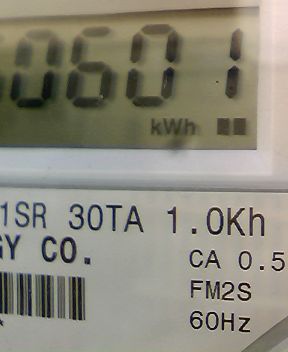 0601
kWh
1SR 30TA 1.0Kh
GY CO.
CA 0.5
FM2S
60Hz